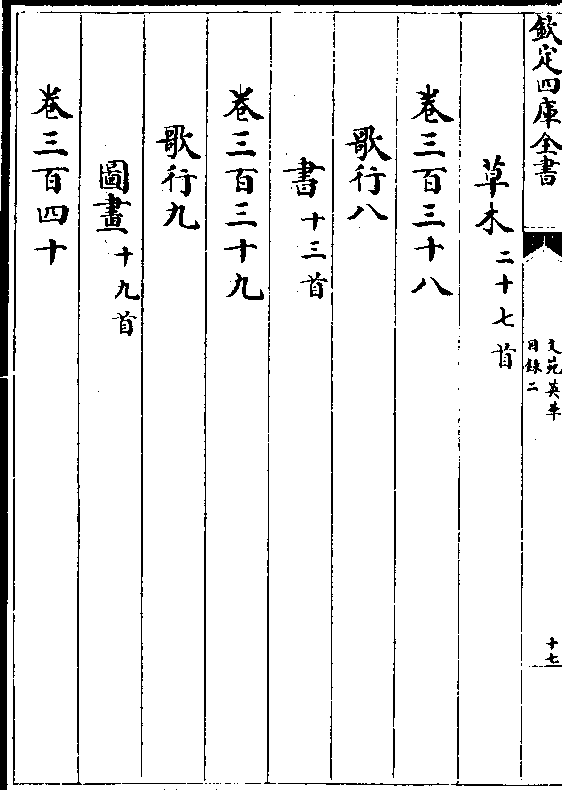 欽定四庫全書
文苑英華
目錄二
十七
草木二十七首
卷三百三十八
歌行八
書十三首
卷三百三十九
歌行九
圖畫十九首
卷三百四十